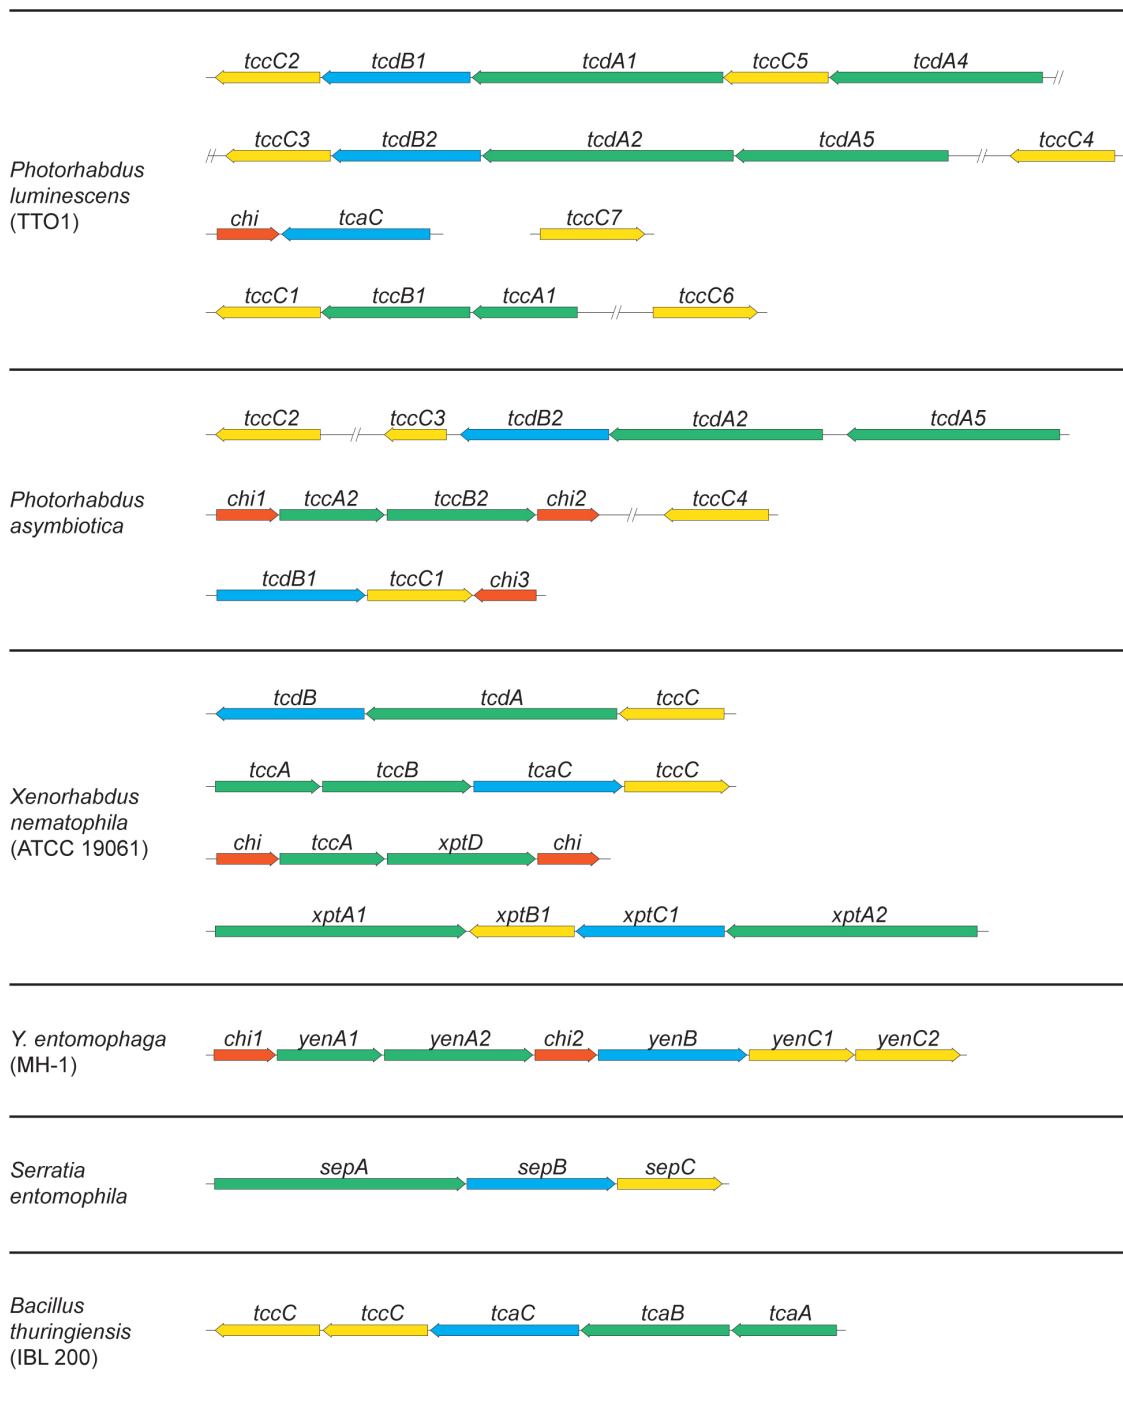 tccC2 tcdB1 tcdA1 tccC5 tcdA4
tccC3 tcdB2 tcdA2 tcdA5 tccC4
Photorhabdus
luminescens
(TTO1)
chi tcaC tccC7
tccC1 tccB1 tccA1 tccC6
tccC2 tccC3 tcdB2 tcdA2 tcdA5
Photorhabdus
asymbiotica
chi1 tccA2 tccB2 chi2 tccC4
tcdB1 tccC1 chi3
tcdB tcdA tccC
tccA tccB tcaC tccC
Xenorhabdus
nematophila
(ATCC 19061)
chi tccA xptD chi
xptA1 xptB1 xptC1 xptA2
Y. entomophaga
(MH-1)
chi1 yenA1 yenA2 chi2 yenB yenC1 yenC2
Serratia
entomophila
sepA sepB sepC
Bacillus
thuringiensis
(IBL 200)
tccC tccC tcaC tcaB tcaA